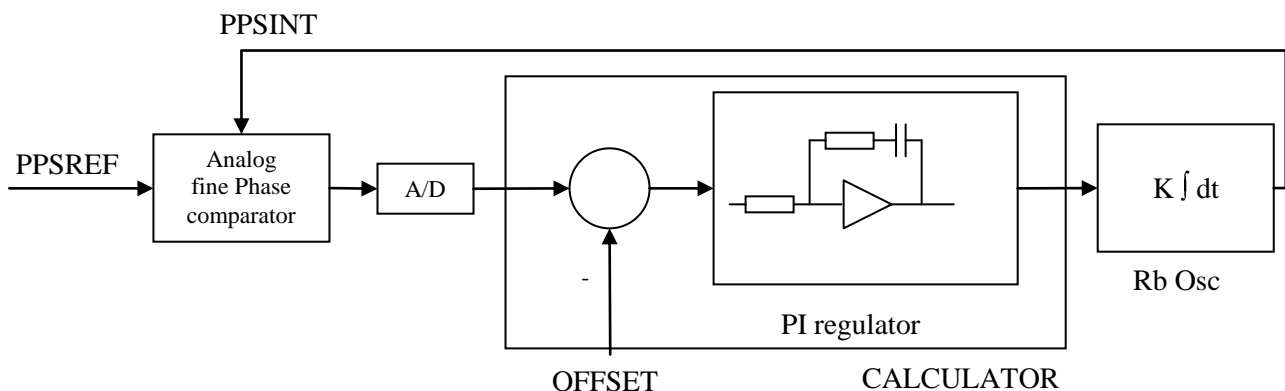 PPSINT
PPSREF
Analog
fine Phase
comparator
A/D
-
K ∫ dt
Rb Osc
PI regulator
OFFSET
CALCULATOR